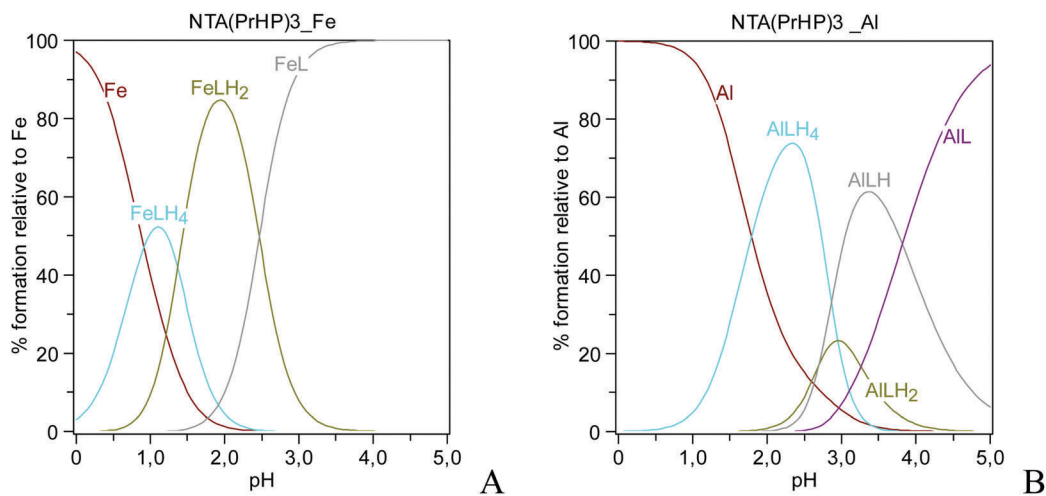 NTA(PrHP)3_Fe
100
80
60
40
20
0
% formation relative to Fe
Fe
FeLH4
FeLH2
FeL
0 1,0 2,0 3,0 4,0 5,0
pH
A
NTA(PrHP)3 _Al
100
80
60
40
20
0
% formation relative to Al
Al
AlLH4
AlLH
AlL
AlLH2
0 1,0 2,0 3,0 4,0 5,0
pH
B